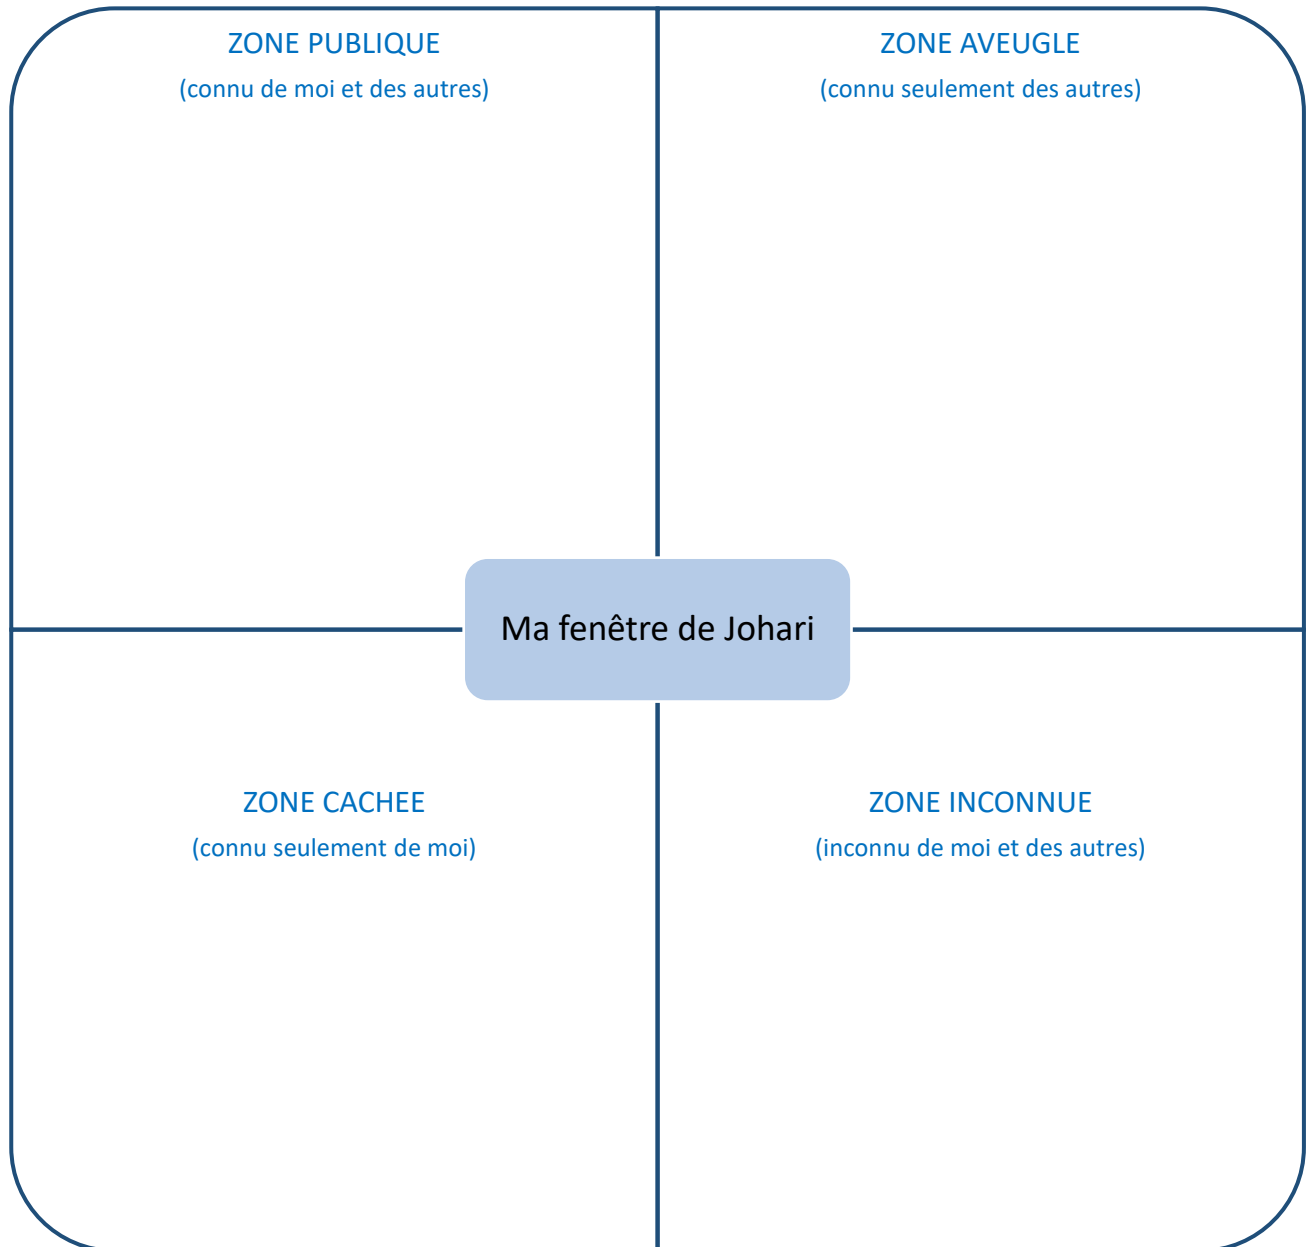 ZONE PUBLIQUE
(connu de moi et des autres)
ZONE AVEUGLE
(connu seulement des autres)
Ma fenêtre de Johari
ZONE CACHEE
(connu seulement de moi)
ZONE INCONNUE
(inconnu de moi et des autres)